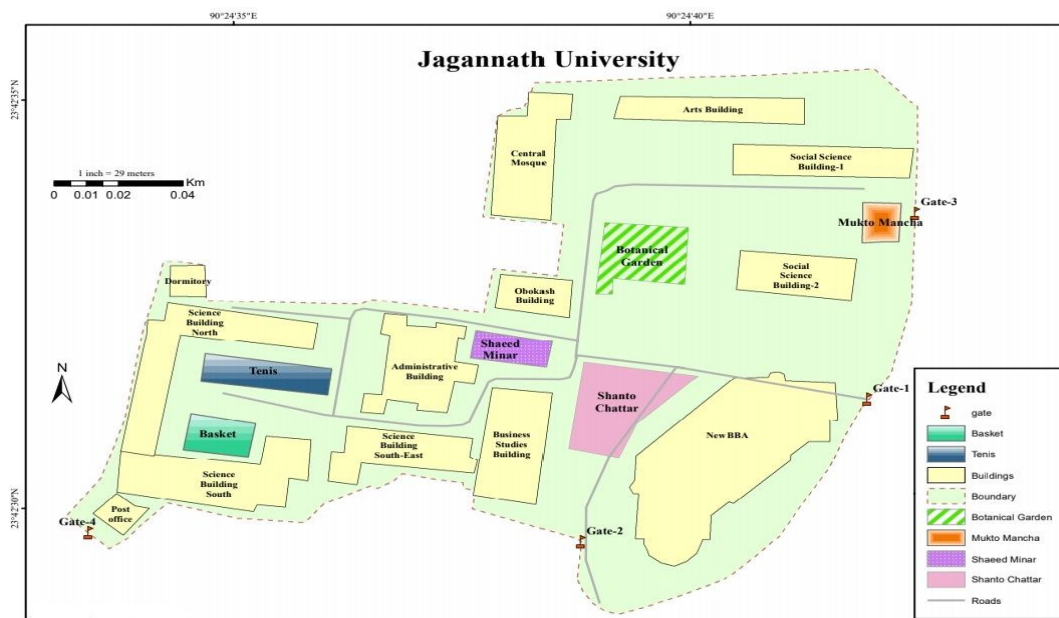 90°24'35"E
90°24'40"E
Jagannath University
23°42'35"N
23°42'30"N
1 inch = 29 meters
Km
0 0.01 0.02 0.04
Arts Building
Central
Mosque
Social Science
Building-1
Gate-3
Mukto Mancha
Botanical
Garden
Social
Science
Building-2
Dormitory
Obokash
Building
Science
Building
North
Shaeed
Minar
Tenis
Administrative
Building
N
Shanto
Chattar
Gate-1
Basket
New BBA
Science
Building
South-East
Business
Studies
Building
Science
Building
South
Post
office
Gate-4
Gate-2
Legend
gate
Basket
Tenis
Buildings
Boundary
Botanical Garden
Mukto Mancha
Shaeed Minar
Shanto Chattar
Roads